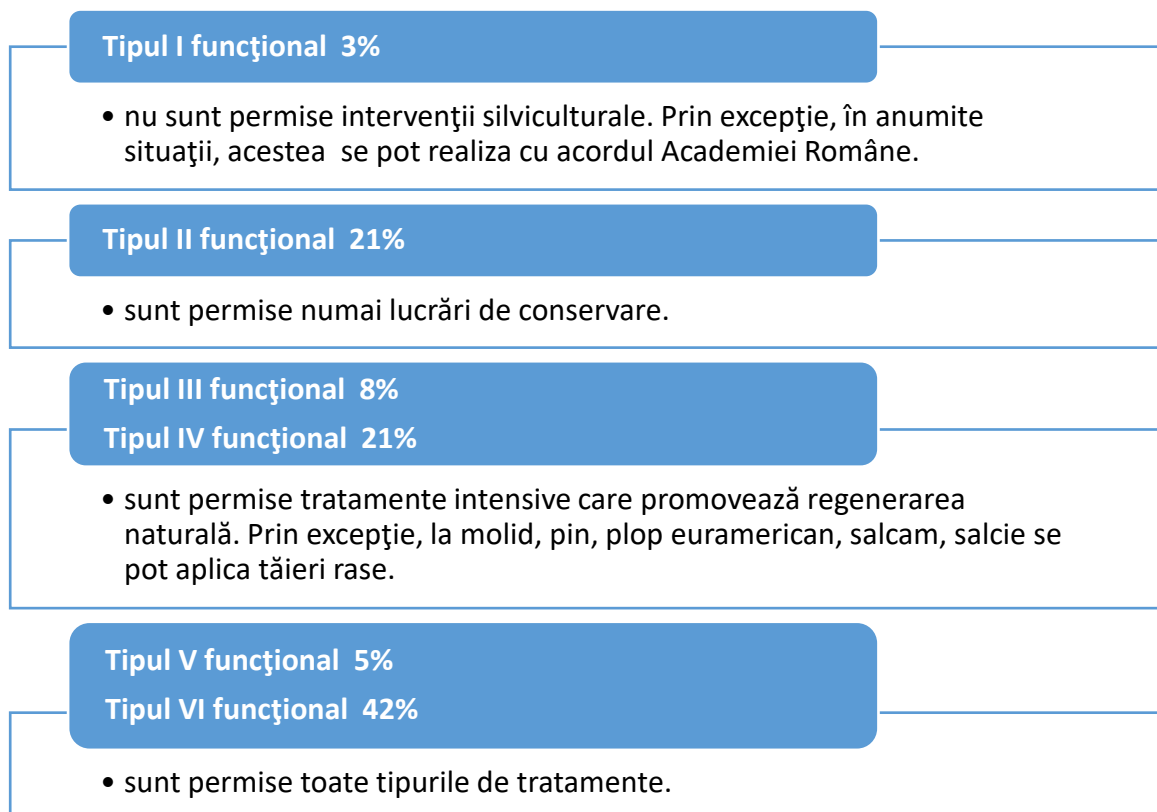 Tipul I funcţional  3%
• nu sunt permise intervenţii silviculturale. Prin excepţie, în anumite
situaţii, acestea  se pot realiza cu acordul Academiei Române.
Tipul II funcţional  21%
• sunt permise numai lucrări de conservare.
Tipul III funcţional  8%
Tipul IV funcţional  21%
• sunt permise tratamente intensive care promovează regenerarea
naturală. Prin excepţie, la molid, pin, plop euramerican, salcam, salcie se
pot aplica tăieri rase.
Tipul V funcţional  5%
Tipul VI funcţional  42%
• sunt permise toate tipurile de tratamente.